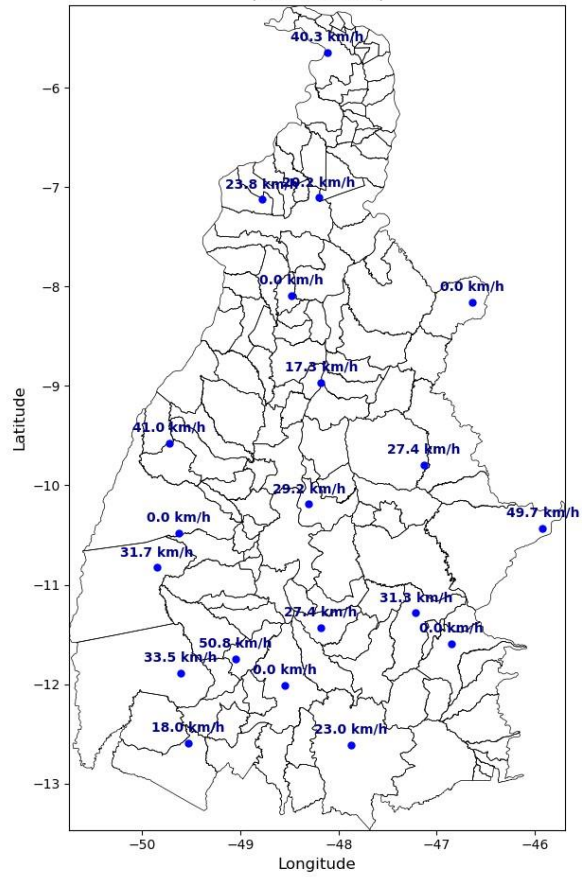 40.3 km/h
−6
23.8 km/h
20.2 km/h
−7
0.0 km/h
0.0 km/h
−8
17.3 km/h
−9
41.0 km/h
27.4 km/h
−10
29.2 km/h
49.7 km/h
0.0 km/h
31.7 km/h
−11
31.3 km/h
27.4 km/h
0.0 km/h
50.8 km/h
33.5 km/h
0.0 km/h
−12
18.0 km/h
23.0 km/h
−13
Latitude
−50
−49
−48
−47
−46
Longitude